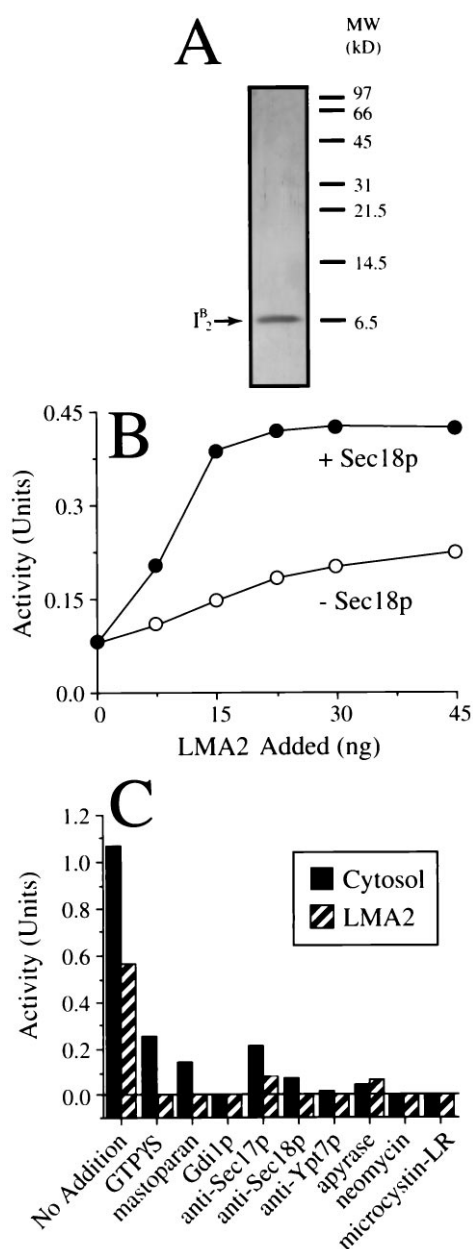 A
MW
(kD)
97
66
45
31
21.5
14.5
I₂ᴮ
6.5
B
0.45
0.3
0.15
0.0
Activity (Units)
+ Sec18p
- Sec18p
0 15 30 45
LMA2 Added (ng)
C
1.2
1.0
0.8
0.6
0.4
0.2
0.0
Activity (Units)
Cytosol
LMA2
No Addition
GTPγS
mastoparan
Gdi1p
anti-Sec17p
anti-Sec18p
anti-Ypt7p
apyrase
neomycin
microcystin-LR